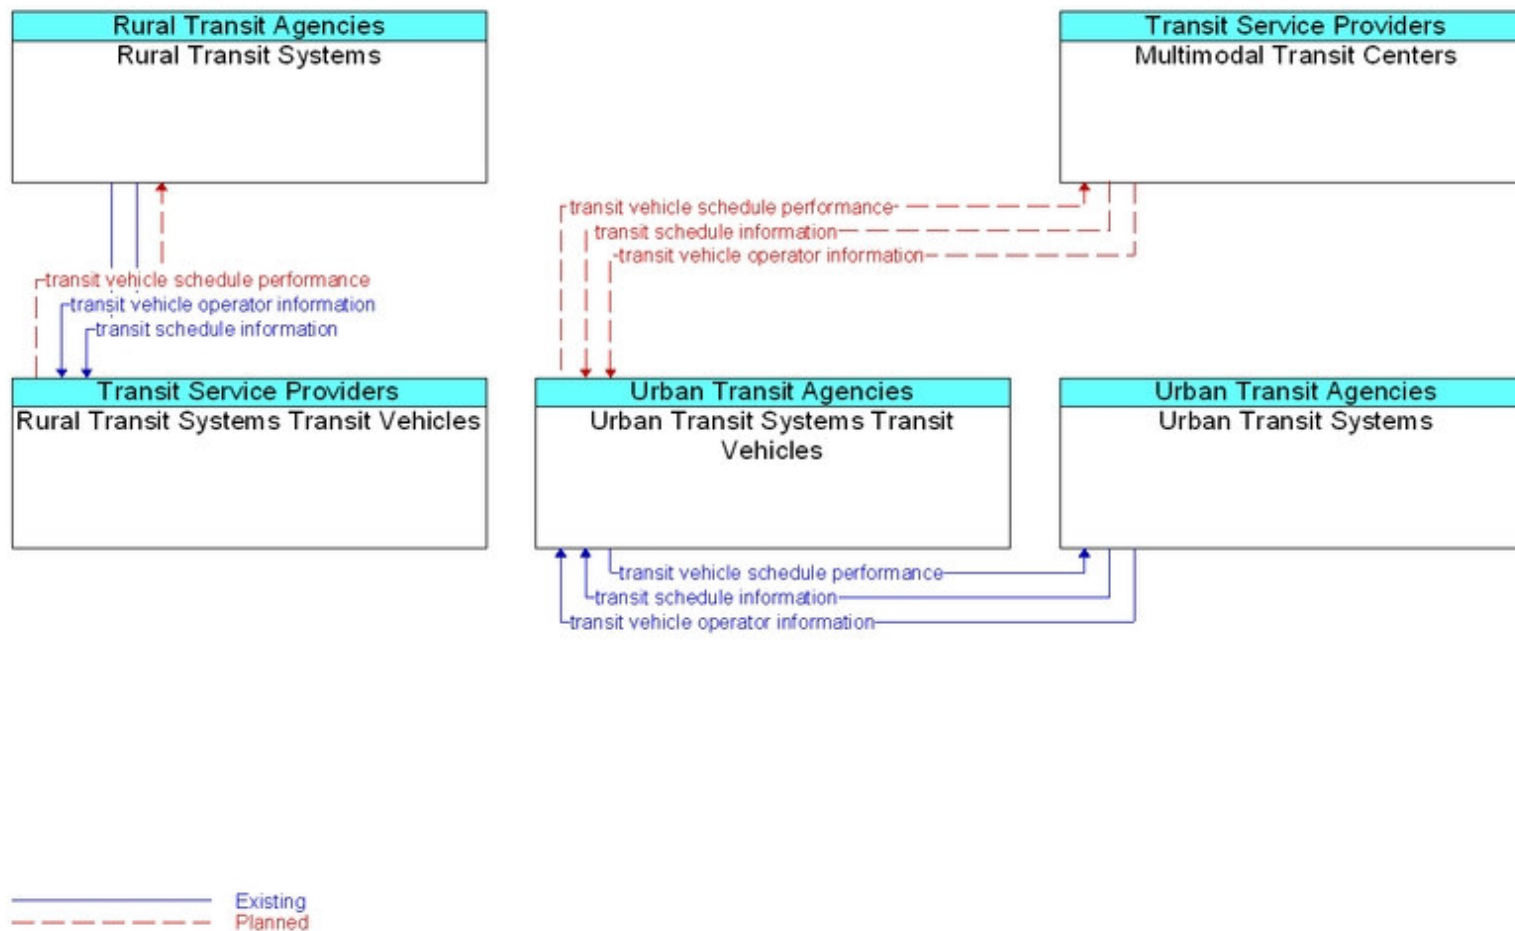 Rural Transit Agencies
Rural Transit Systems
Transit Service Providers
Multimodal Transit Centers
transit vehicle schedule performance
transit schedule information
transit vehicle operator information
transit vehicle schedule performance
transit vehicle operator information
transit schedule information
Transit Service Providers
Rural Transit Systems Transit Vehicles
Urban Transit Agencies
Urban Transit Systems Transit
Vehicles
Urban Transit Agencies
Urban Transit Systems
transit vehicle schedule performance
transit schedule information
transit vehicle operator information
Existing
Planned